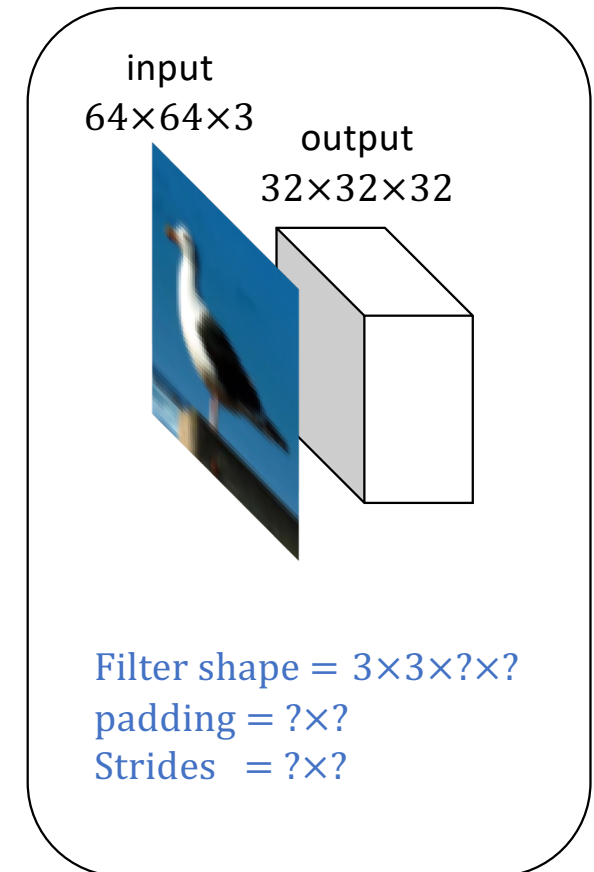 input
64×64×3
output
32×32×32
Filter shape = 3×3×?×?
padding = ?×?
Strides = ?×?